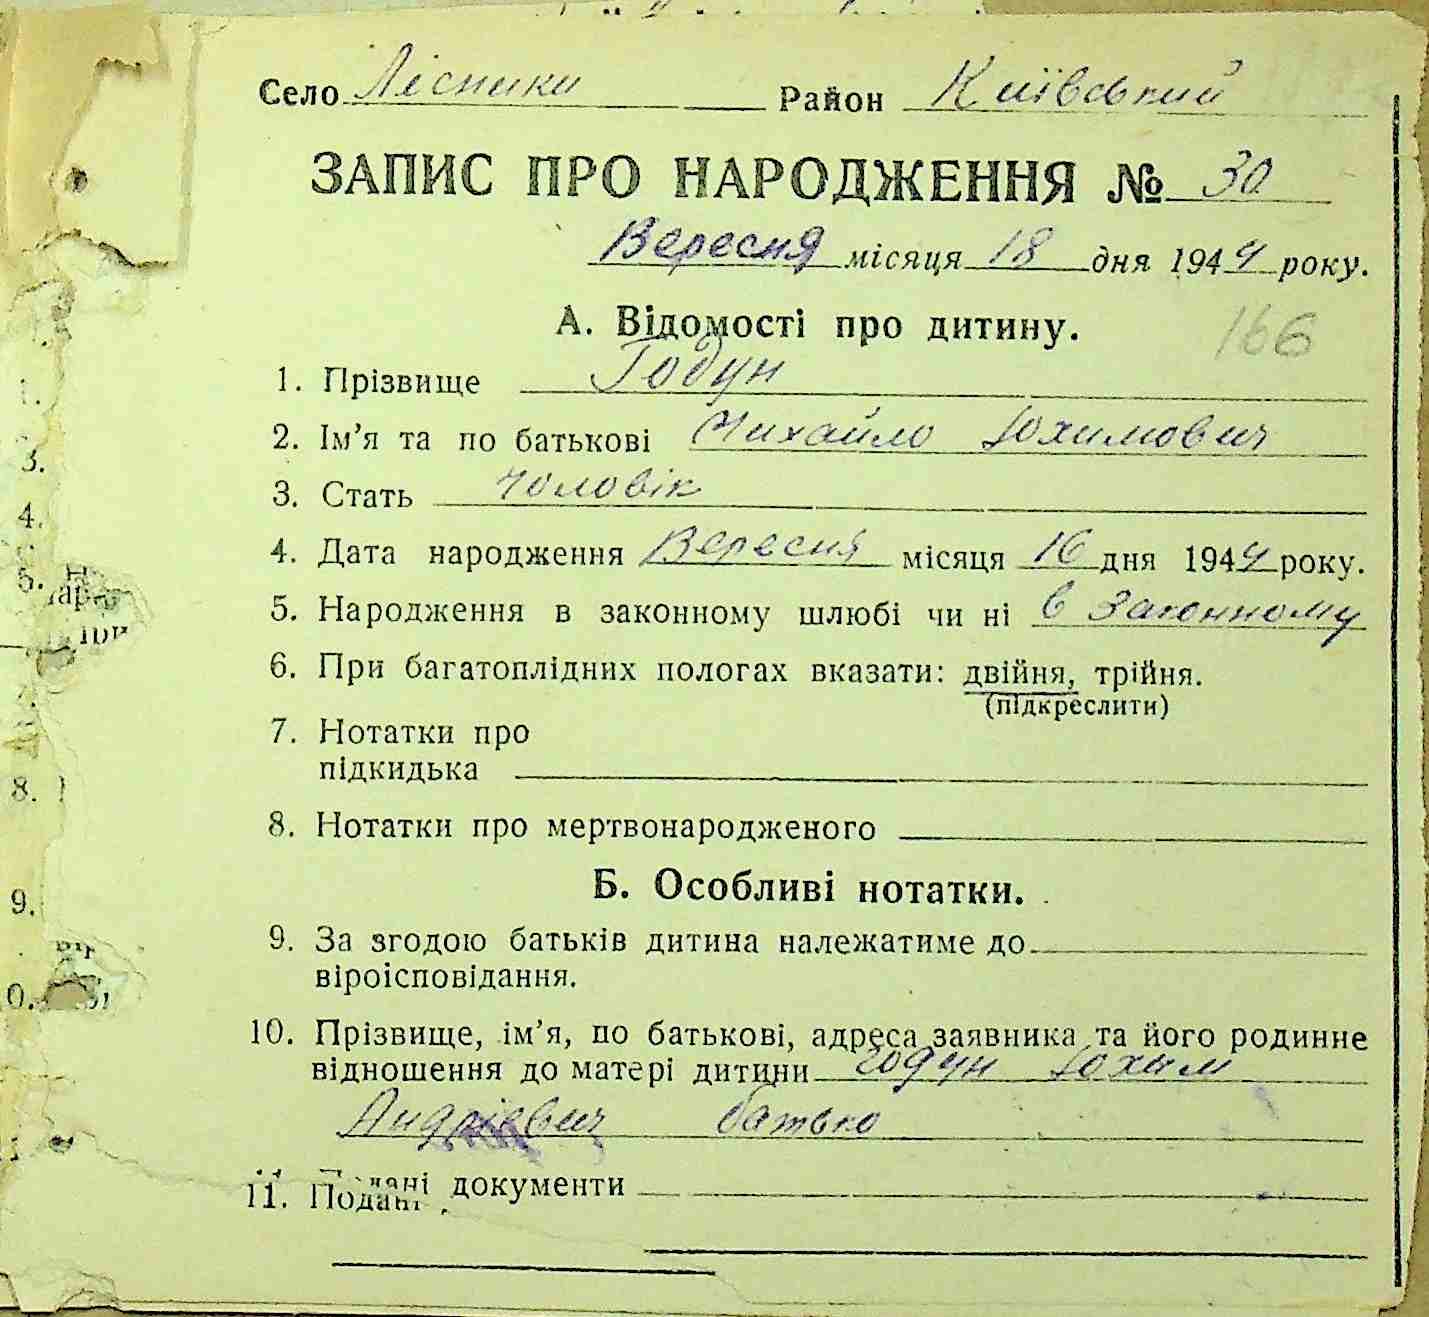 Село Лісники Район Київський
ЗАПИС ПРО НАРОДЖЕННЯ № 30
Вересня місяця 18 дня 1944 року.
А. Відомості про дитину.
166
1. Прізвище Годун
2. Ім’я та по батькові Михайло Юхимович
3. Стать чоловік
4. Дата народження Вересня місяця 16 дня 1944 року.
5. Народження в законному шлюбі чи ні в законному
6. При багатоплідних пологах вказати: двійня, трійня.
(підкреслити)
7. Нотатки про
підкидька
8. Нотатки про мертвонародженого
Б. Особливі нотатки.
9. За згодою батьків дитина належатиме до
віроісповідання.
10. Прізвище, ім’я, по батькові, адреса заявника та його родинне
відношення до матері дитини Годун Юхим
Андрієвич батько
11. Подані документи
3.
4.
5.
8.
9.